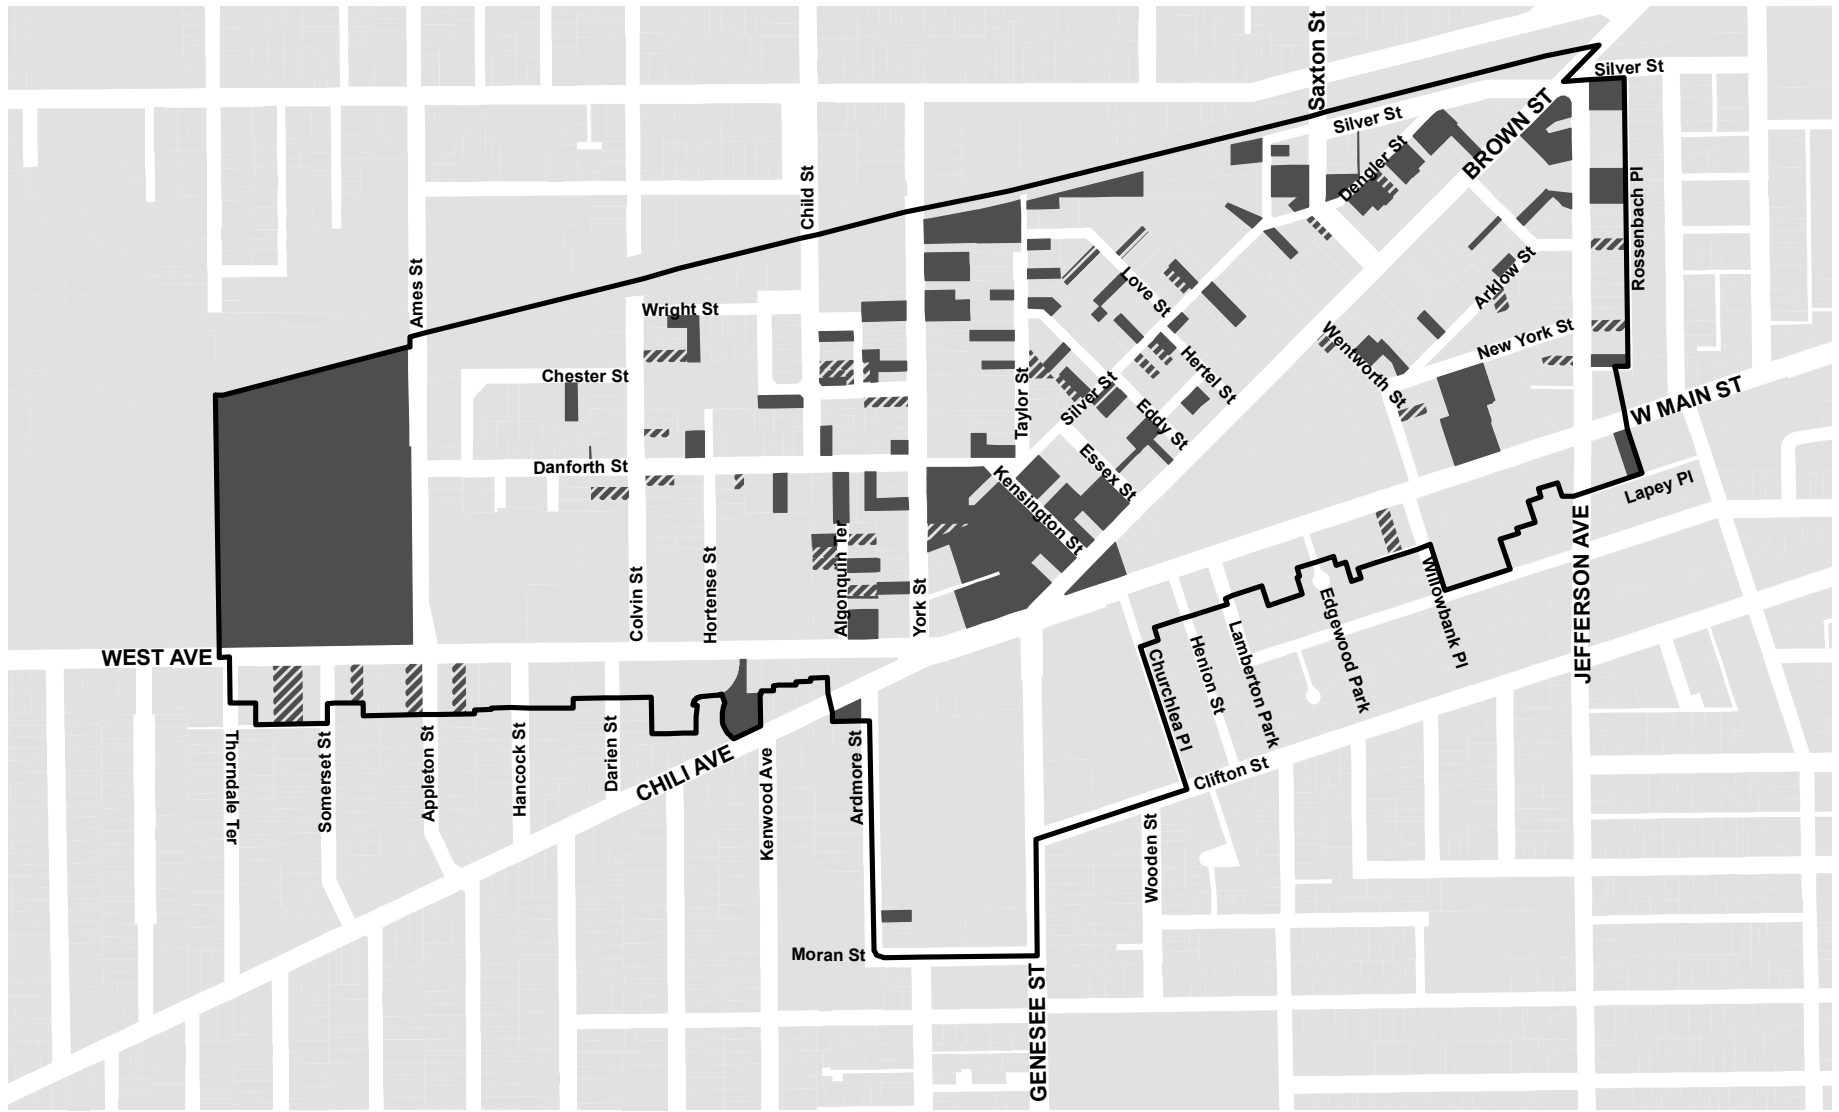 Saxton St
Silver St
Silver St
BROWN ST
Dengler St
Child St
Rossenbach Pl
Ames St
Love St
Arklow St
Wright St
New York St
Wentworth St
Hertel St
Chester St
Taylor St
Silver St
Eddy St
W MAIN ST
Danforth St
Essex St
Kensington St
Lapey Pl
Algonquin Ter
Hortense St
Colvin St
York St
JEFFERSON AVE
Willowbank Pl
Edgewood Park
Lamberton Park
Henion St
Churchlea Pl
WEST AVE
Clifton St
CHILI AVE
Thorndale Ter
Somerset St
Appleton St
Hancock St
Darien St
Kenwood Ave
Ardmore St
Wooden St
Moran St
GENESEE ST